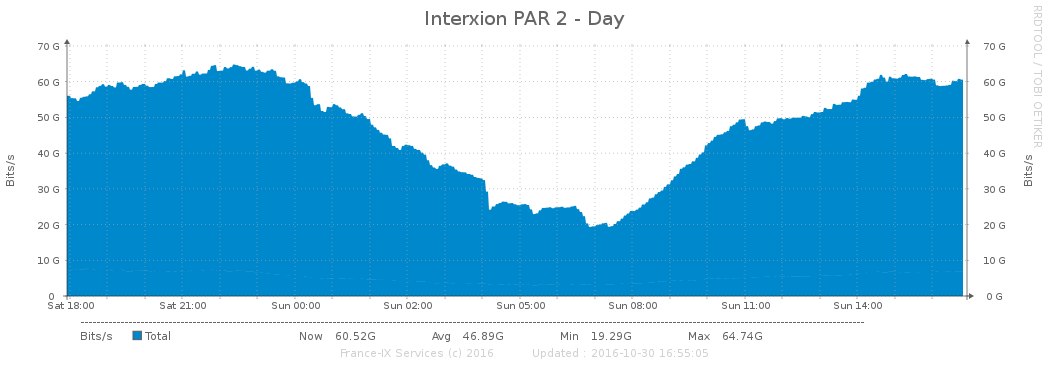 Interxion PAR 2 - Day
RRDTOOL / TOBI OETIKER
Bits/s
Bits/s
70 G 70 G
60 G 60 G
50 G 50 G
40 G 40 G
30 G 30 G
20 G 20 G
10 G 10 G
0 0 G
Sat 18:00 Sat 21:00 Sun 00:00 Sun 02:00 Sun 05:00 Sun 08:00 Sun 11:00 Sun 14:00
Bits/s Total Now 60.52G Avg 46.89G Min 19.29G Max 64.74G
France-IX Services (c) 2016 Updated : 2016-10-30 16:55:05